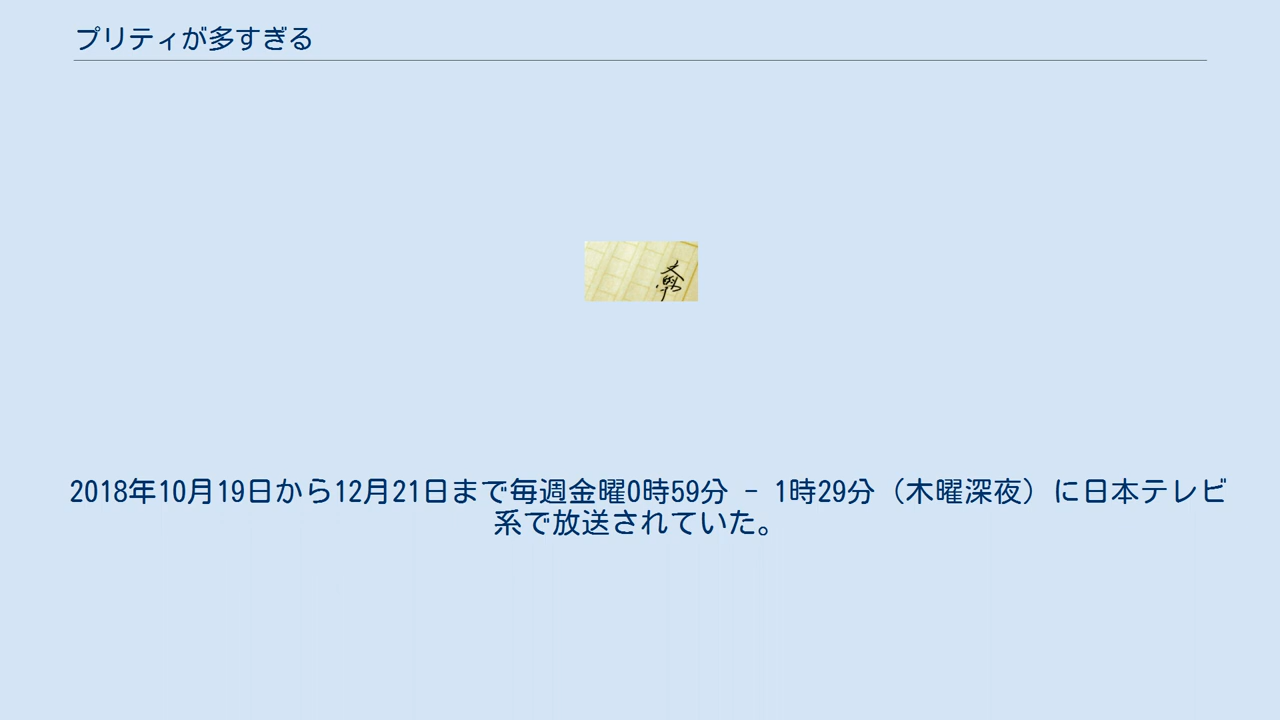 プリティが多すぎる
2018年10月19日から12月21日まで毎週金曜0時59分 - 1時29分（木曜深夜）に日本テレビ
系で放送されていた。